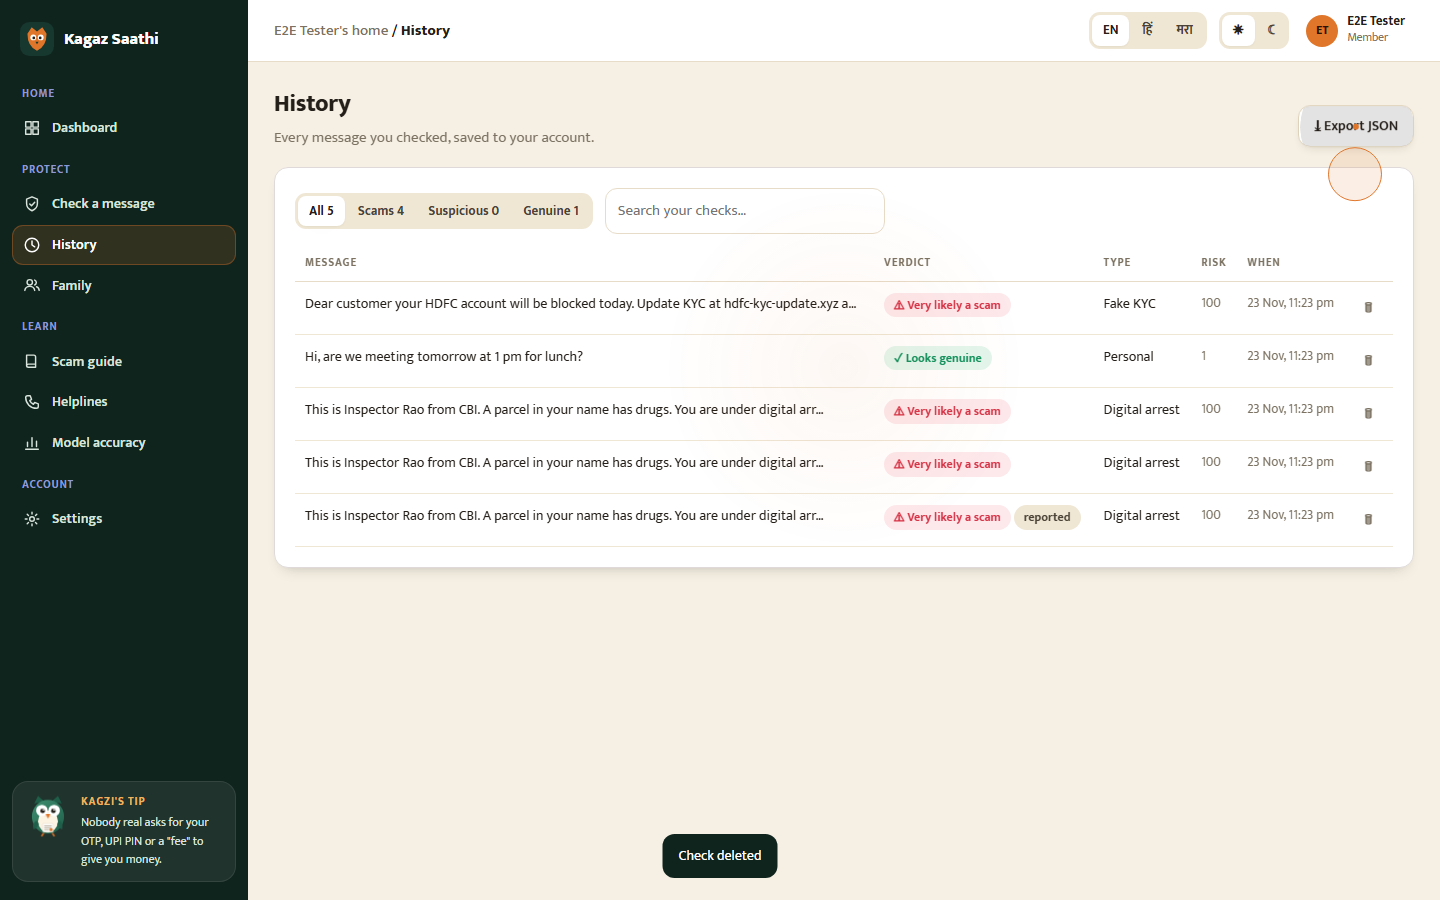 Kagaz Saathi
HOME
Dashboard
PROTECT
Check a message
History
Family
LEARN
Scam guide
Helplines
Model accuracy
ACCOUNT
Settings
KAGZI'S TIP
Nobody real asks for your
OTP, UPI PIN or a "fee" to
give you money.
E2E Tester's home / History
EN हिं मरा
ET
E2E Tester
Member
History
Every message you checked, saved to your account.
Export JSON
All 5 Scams 4 Suspicious 0 Genuine 1
Search your checks...
MESSAGE VERDICT TYPE RISK WHEN
Dear customer your HDFC account will be blocked today. Update KYC at hdfc-kyc-update.xyz a... Very likely a scam Fake KYC 100 23 Nov, 11:23 pm
Hi, are we meeting tomorrow at 1 pm for lunch? Looks genuine Personal 1 23 Nov, 11:23 pm
This is Inspector Rao from CBI. A parcel in your name has drugs. You are under digital arr... Very likely a scam Digital arrest 100 23 Nov, 11:23 pm
This is Inspector Rao from CBI. A parcel in your name has drugs. You are under digital arr... Very likely a scam Digital arrest 100 23 Nov, 11:23 pm
This is Inspector Rao from CBI. A parcel in your name has drugs. You are under digital arr... Very likely a scam reported Digital arrest 100 23 Nov, 11:23 pm
Check deleted